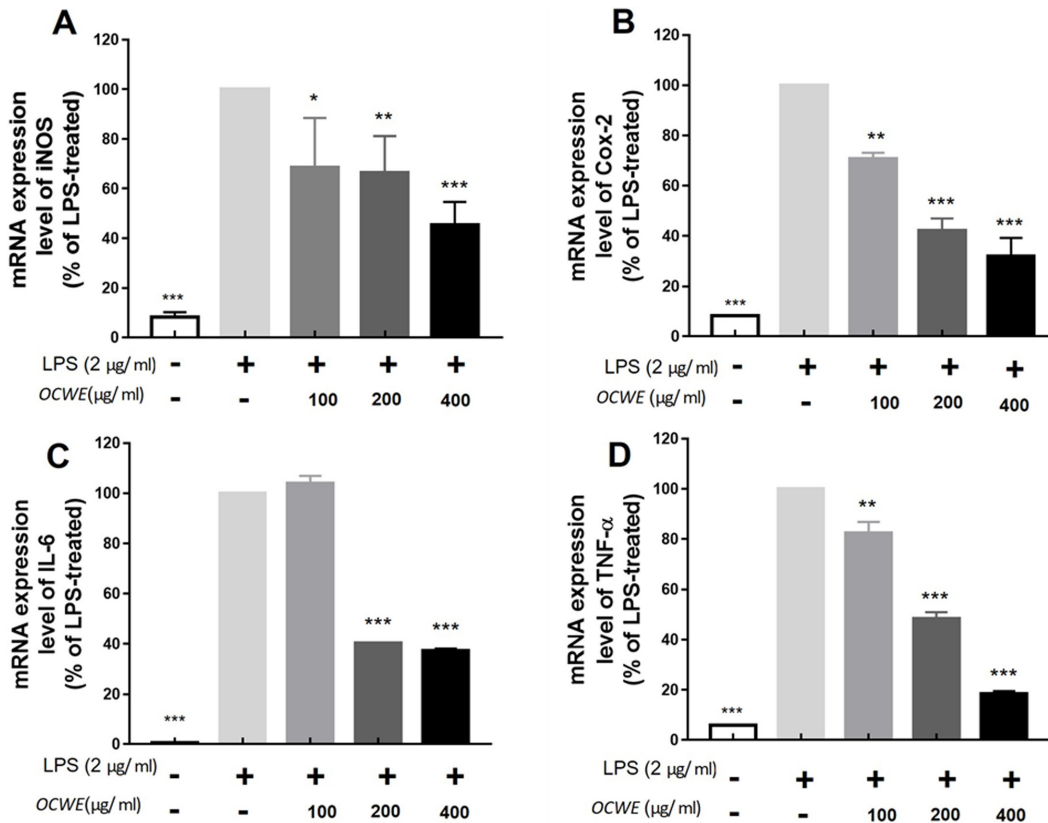 A
mRNA expression
level of iNOS
(% of LPS-treated)
120
100
80
60
40
20
0
***
*
**
***
LPS (2 µg/ ml) - + + + +
OCWE(µg/ ml) - - 100 200 400
B
mRNA expression
level of Cox-2
(% of LPS-treated)
120
100
80
60
40
20
0
***
**
***
***
LPS (2 µg/ ml) - + + + +
OCWE (µg/ ml) - - 100 200 400
C
mRNA expression
level of IL-6
(% of LPS-treated)
120
100
80
60
40
20
0
***
***
***
LPS (2 µg/ ml) - + + + +
OCWE(µg/ ml) - - 100 200 400
D
mRNA expression
level of TNF-α
(% of LPS-treated)
120
100
80
60
40
20
0
***
**
***
***
LPS (2 µg/ ml) - + + + +
OCWE (µg/ ml) - - 100 200 400